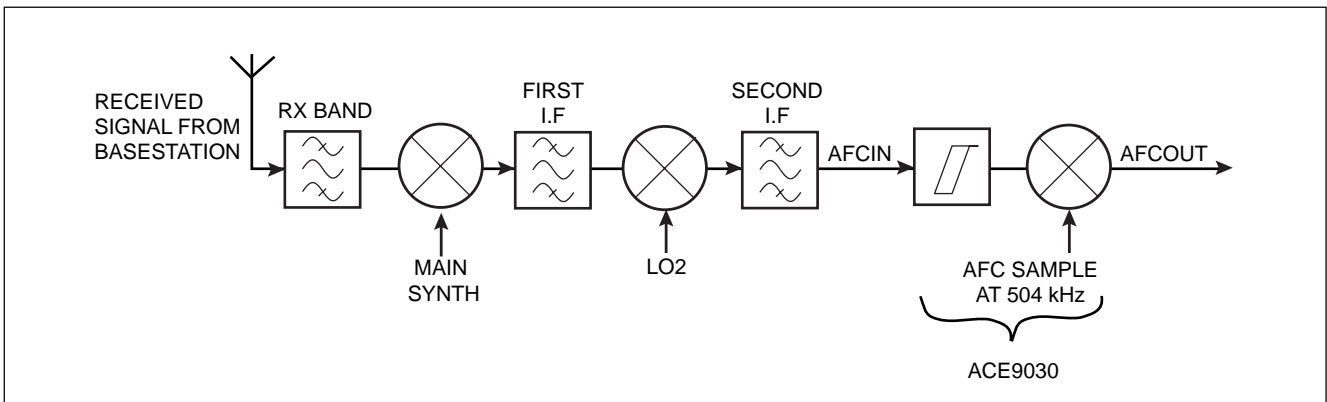 RECEIVED
SIGNAL FROM
BASESTATION
RX BAND
MAIN
SYNTH
FIRST
I.F
LO2
SECOND
I.F
AFCIN
AFC SAMPLE
AT 504 kHz
ACE9030
AFCOUT